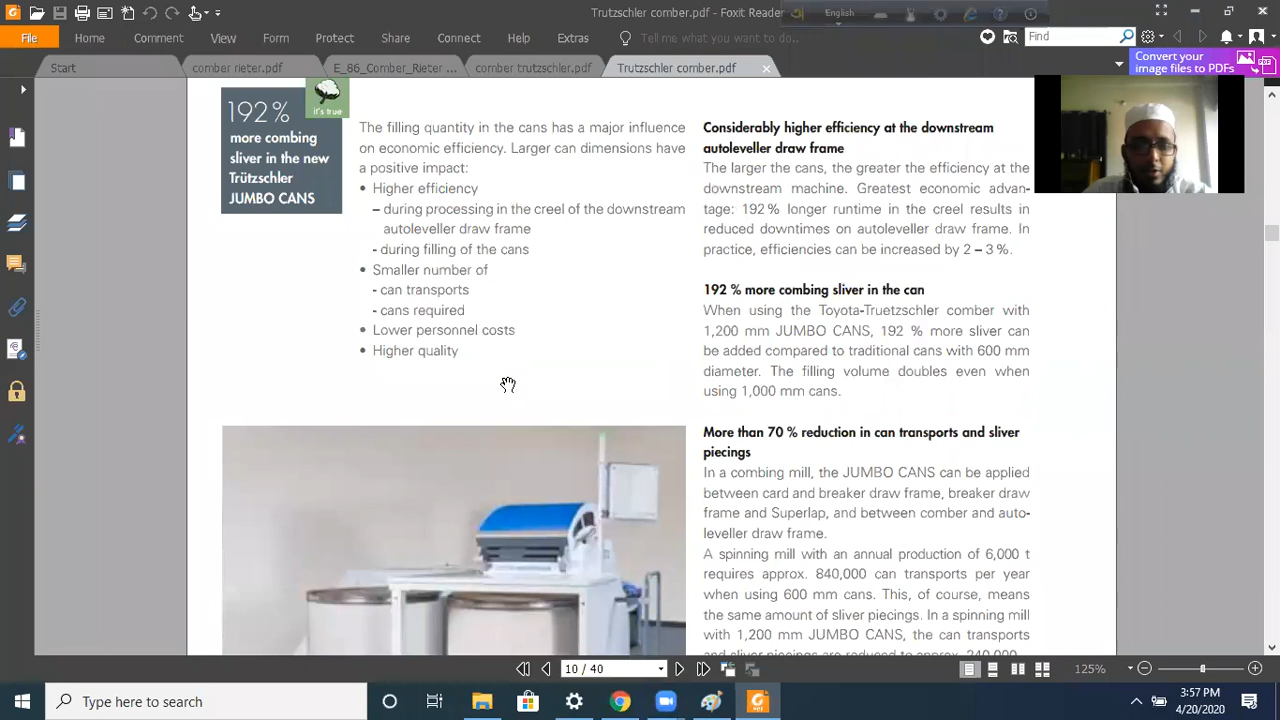 Trutzschler comber.pdf - Foxit Reader
English
File
Home
Comment
View
Form
Protect
Share
Connect
Help
Extras
Tell me what you want to do..
Find
Start
comber rieter.pdf
E_86_Comber_Rieter...
comber trutzschler.pdf
Trutzschler comber.pdf
Convert your
image files to PDFs
192 %
more combing
sliver in the new
Trützschler
JUMBO CANS
it's true
The filling quantity in the cans has a major influence
on economic efficiency. Larger can dimensions have
a positive impact:
• Higher efficiency
– during processing in the creel of the downstream
autoleveller draw frame
- during filling of the cans
• Smaller number of
- can transports
- cans required
• Lower personnel costs
• Higher quality
Considerably higher efficiency at the downstream
autoleveller draw frame
The larger the cans, the greater the efficiency at the
downstream machine. Greatest economic advan-
tage: 192 % longer runtime in the creel results in
reduced downtimes on autoleveller draw frame. In
practice, efficiencies can be increased by 2 – 3 %.
192 % more combing sliver in the can
When using the Toyota-Truetzschler comber with
1,200 mm JUMBO CANS, 192 % more sliver can
be added compared to traditional cans with 600 mm
diameter. The filling volume doubles even when
using 1,000 mm cans.
More than 70 % reduction in can transports and sliver
piecings
In a combing mill, the JUMBO CANS can be applied
between card and breaker draw frame, breaker draw
frame and Superlap, and between comber and auto-
leveller draw frame.
A spinning mill with an annual production of 6,000 t
requires approx. 840,000 can transports per year
when using 600 mm cans. This, of course, means
the same amount of sliver piecings. In a spinning mill
with 1,200 mm JUMBO CANS, the can transports
and sliver piecings are reduced to approx. 240,000
10 / 40
125%
Type here to search
3:57 PM
4/20/2020